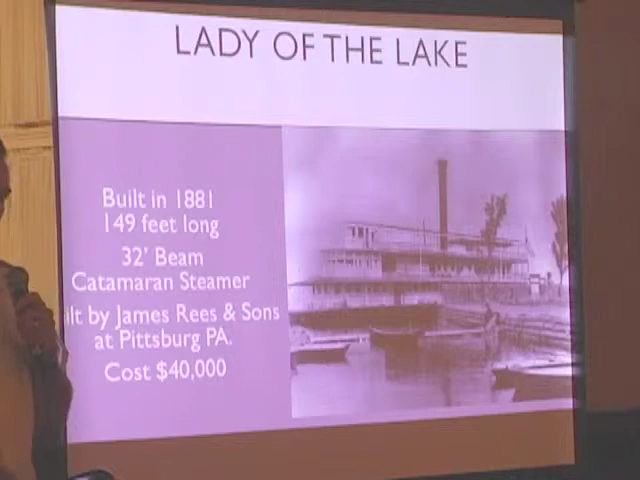 LADY OF THE LAKE
Built in 1881
149 feet long
32' Beam
Catamaran Steamer
ilt by James Rees & Sons
at Pittsburg PA.
Cost $40,000